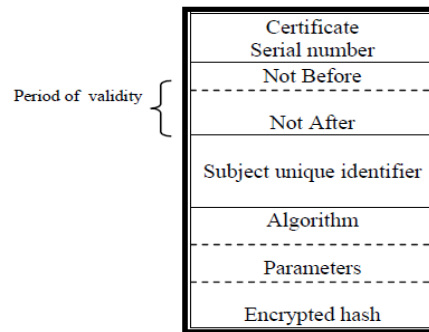 Certificate
Serial number
Not Before
Period of validity
Not After
Subject unique identifier
Algorithm
Parameters
Encrypted hash